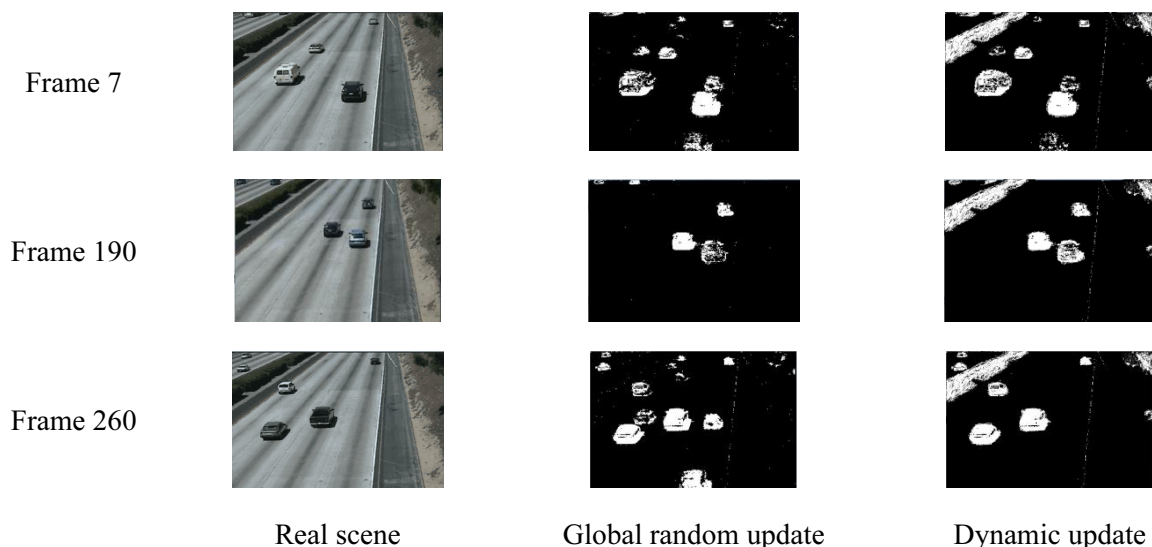 Frame 7
Frame 190
Frame 260
Real scene
Global random update
Dynamic update